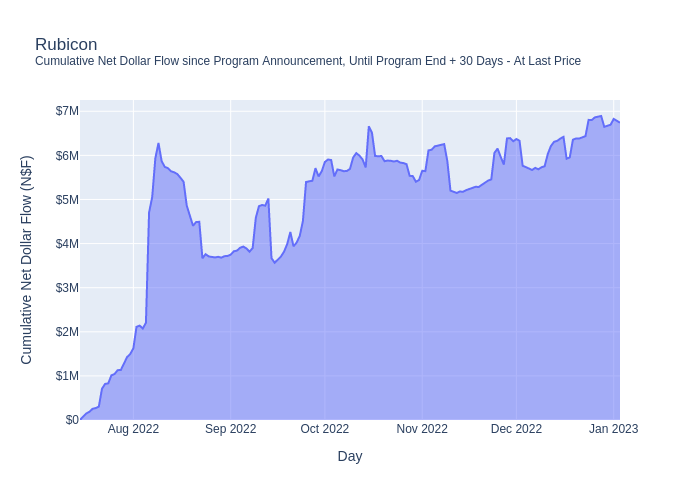 Rubicon
Cumulative Net Dollar Flow since Program Announcement, Until Program End + 30 Days - At Last Price
$7M
$6M
$5M
$4M
$3M
$2M
$1M
$0
Cumulative Net Dollar Flow (N$F)
Aug 2022
Sep 2022
Oct 2022
Nov 2022
Dec 2022
Jan 2023
Day